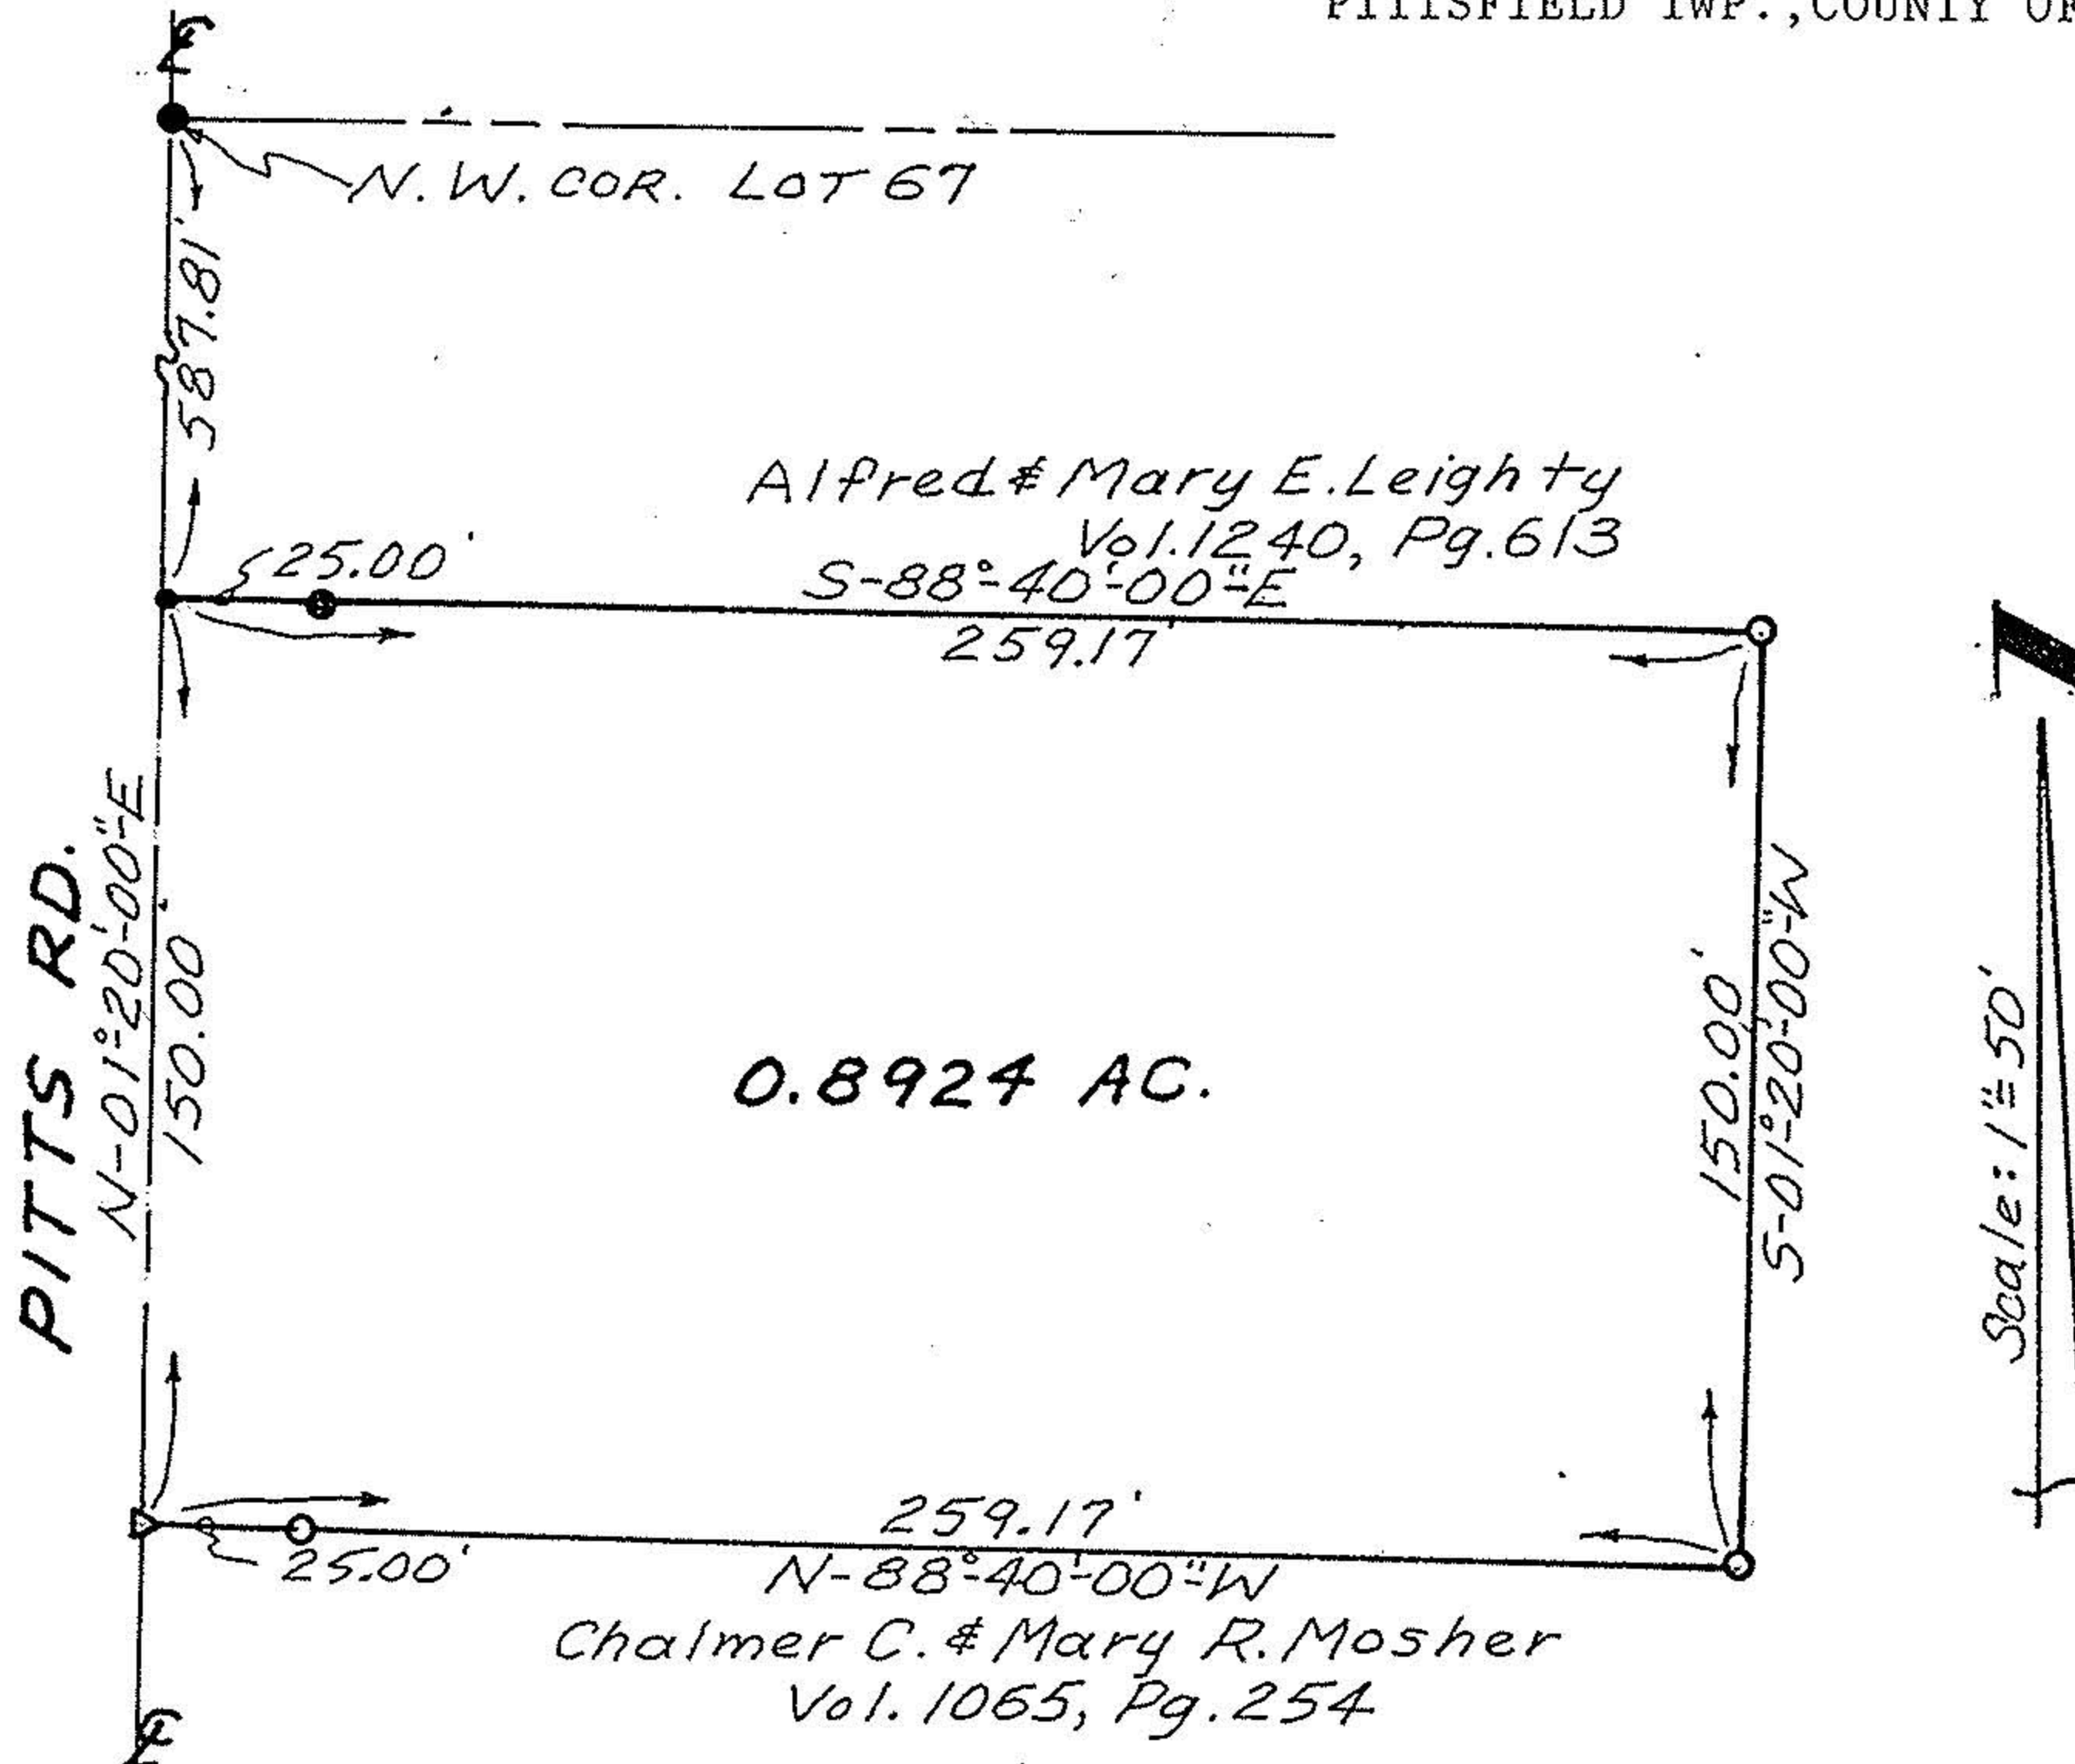 PITTSFIELD TWP., COUNTY OF
N.W. COR. LOT 67
587.81'
Alfred & Mary E. Leighty
Vol. 1240, Pg. 613
25.00'
S-88°-40'-00"-E
259.17'
PITTS RD.
N-01°-20'-00"-E
150.00'
0.8924 AC.
150.00'
S-01°-20'-00"-W
Scale: 1"=50'
259.17'
25.00'
N-88°-40'-00"-W
Chalmer C. & Mary R. Mosher
Vol. 1065, Pg. 254